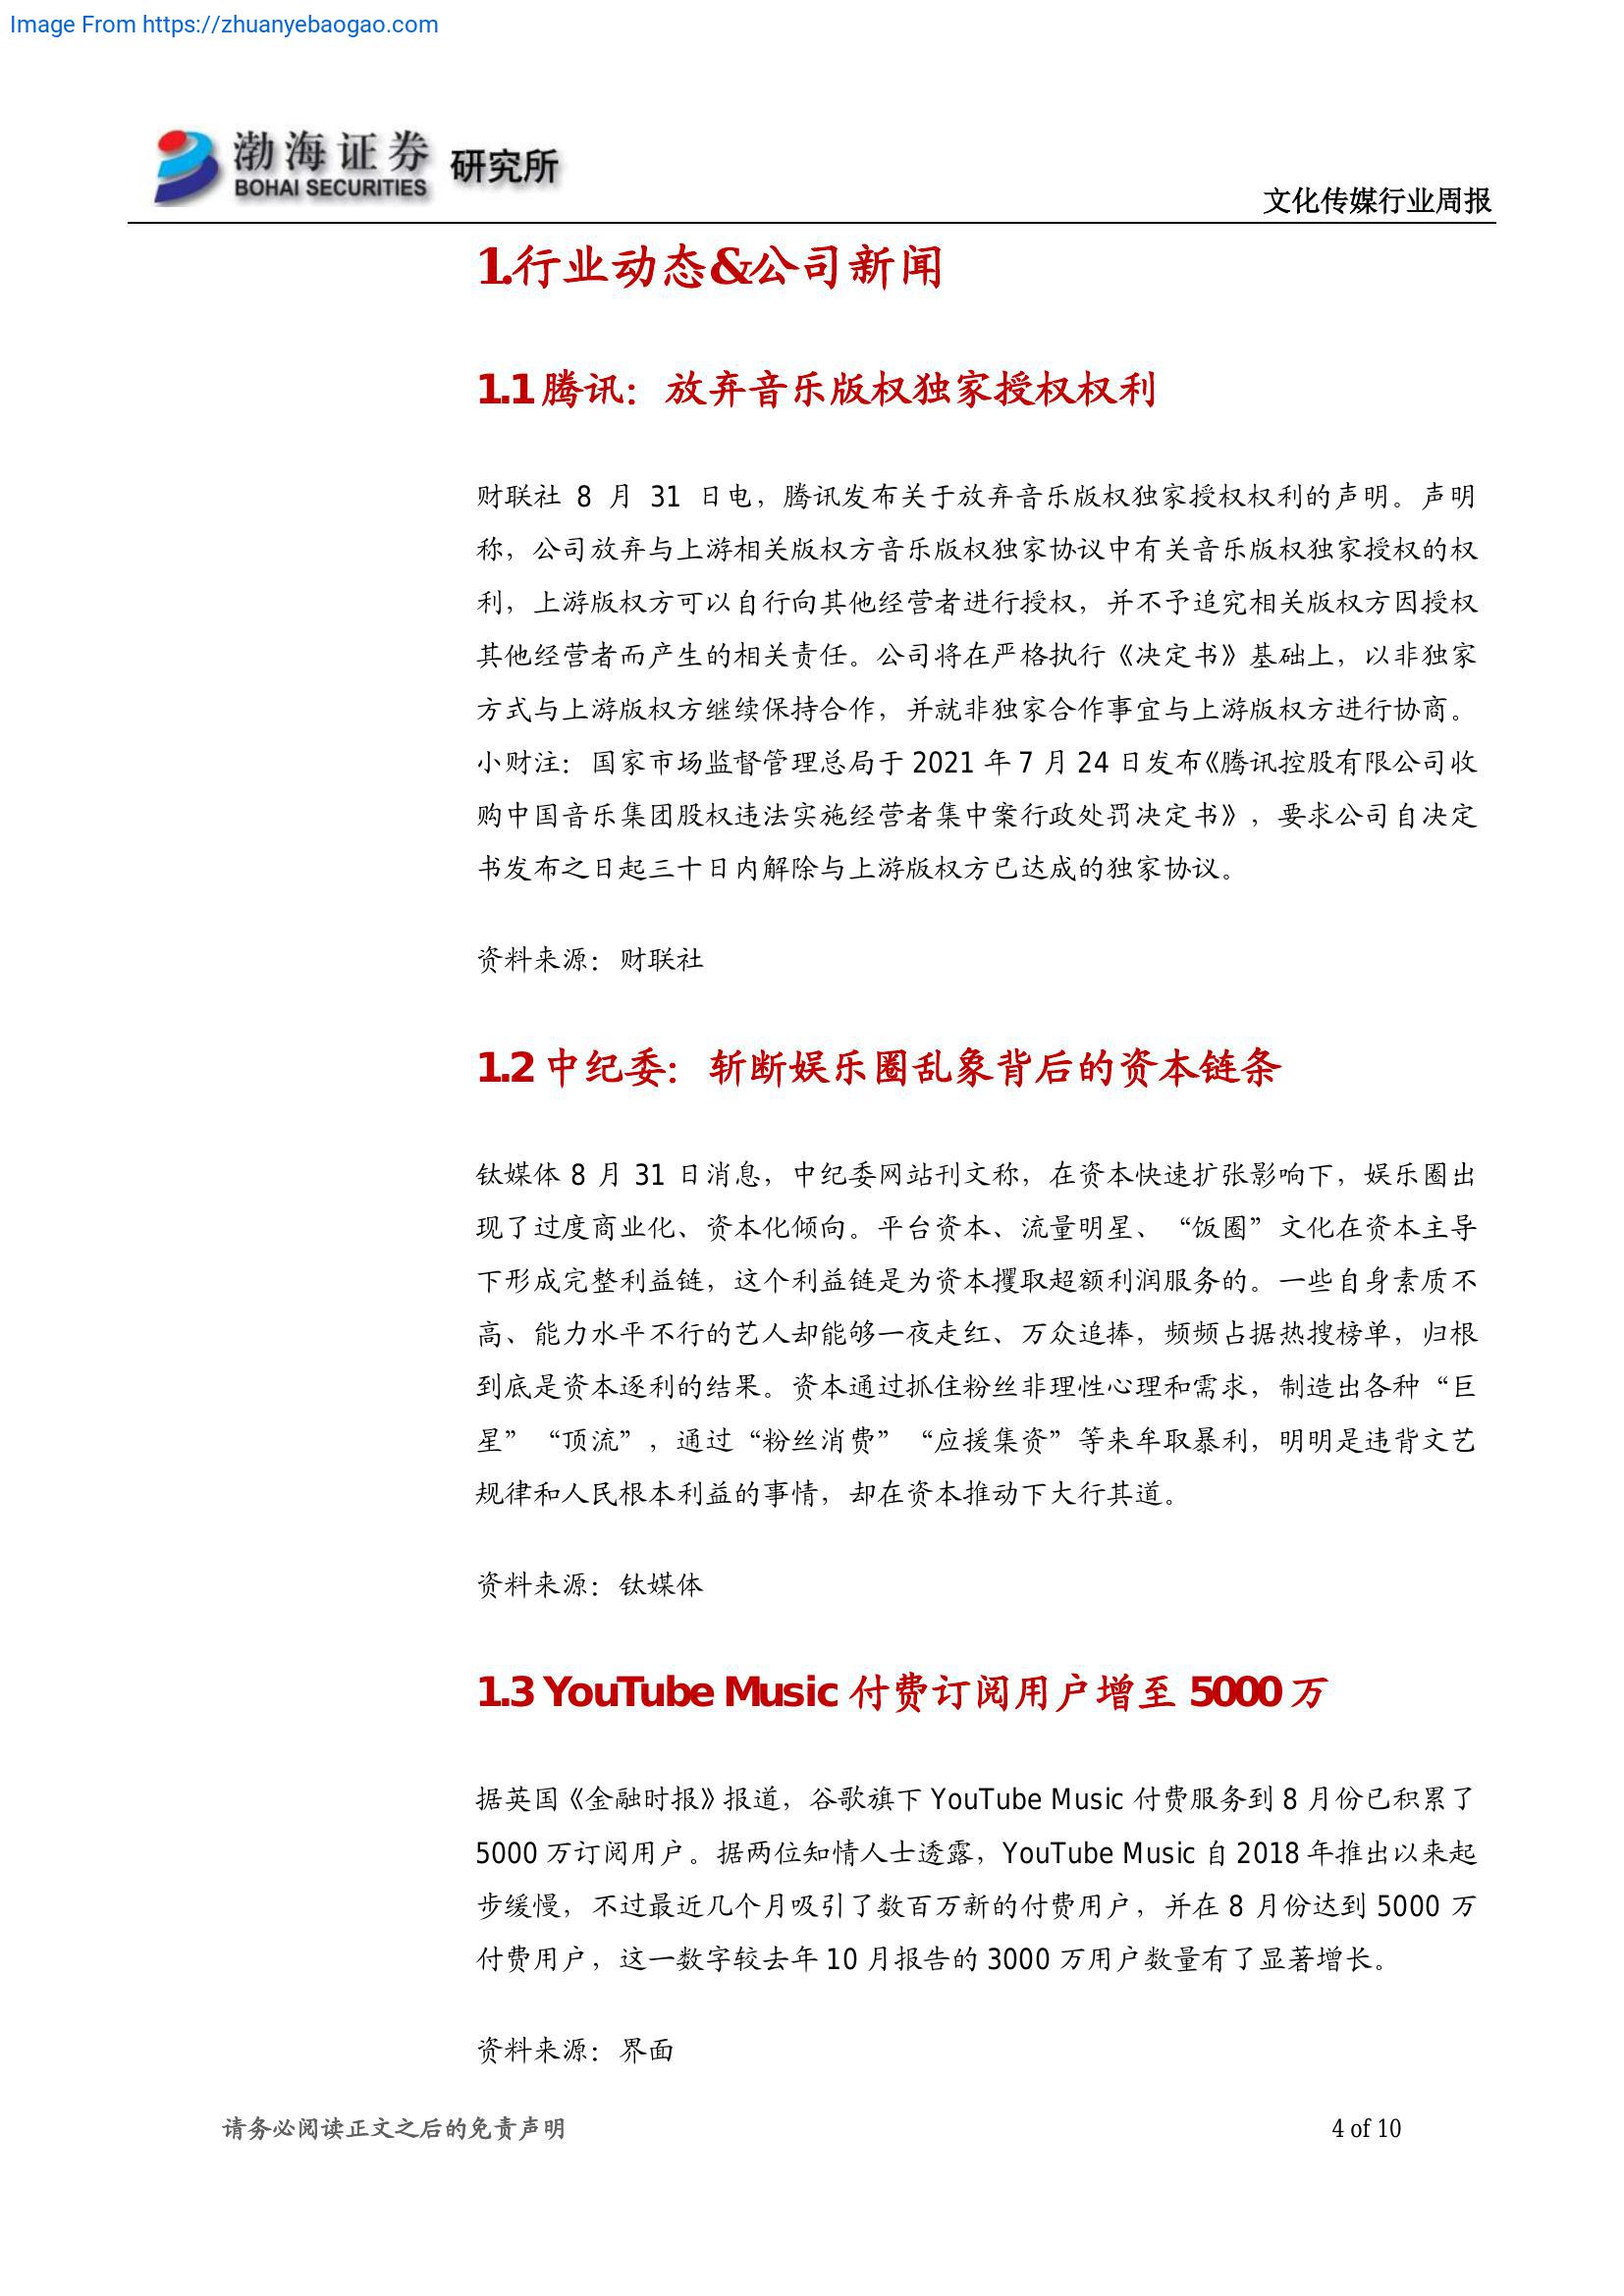 Image From https://zhuanyebaogao.com
渤海证券 研究所
BOHAI SECURITIES
文化传媒行业周报
1.行业动态&公司新闻
1.1 腾讯：放弃音乐版权独家授权权利
财联社 8 月 31 日电，腾讯发布关于放弃音乐版权独家授权权利的声明。声明
称，公司放弃与上游相关版权方音乐版权独家协议中有关音乐版权独家授权的权
利，上游版权方可以自行向其他经营者进行授权，并不予追究相关版权方因授权
其他经营者而产生的相关责任。公司将在严格执行《决定书》基础上，以非独家
方式与上游版权方继续保持合作，并就非独家合作事宜与上游版权方进行协商。
小财注：国家市场监督管理总局于 2021 年 7 月 24 日发布《腾讯控股有限公司收
购中国音乐集团股权违法实施经营者集中案行政处罚决定书》，要求公司自决定
书发布之日起三十日内解除与上游版权方已达成的独家协议。
资料来源：财联社
1.2 中纪委：斩断娱乐圈乱象背后的资本链条
钛媒体 8 月 31 日消息，中纪委网站刊文称，在资本快速扩张影响下，娱乐圈出
现了过度商业化、资本化倾向。平台资本、流量明星、“饭圈”文化在资本主导
下形成完整利益链，这个利益链是为资本攫取超额利润服务的。一些自身素质不
高、能力水平不行的艺人却能够一夜走红、万众追捧，频频占据热搜榜单，归根
到底是资本逐利的结果。资本通过抓住粉丝非理性心理和需求，制造出各种“巨
星”“顶流”，通过“粉丝消费”“应援集资”等来牟取暴利，明明是违背文艺
规律和人民根本利益的事情，却在资本推动下大行其道。
资料来源：钛媒体
1.3 YouTube Music 付费订阅用户增至 5000 万
据英国《金融时报》报道，谷歌旗下 YouTube Music 付费服务到 8 月份已积累了
5000 万订阅用户。据两位知情人士透露，YouTube Music 自 2018 年推出以来起
步缓慢，不过最近几个月吸引了数百万新的付费用户，并在 8 月份达到 5000 万
付费用户，这一数字较去年 10 月报告的 3000 万用户数量有了显著增长。
资料来源：界面
请务必阅读正文之后的免责声明 4 of 10